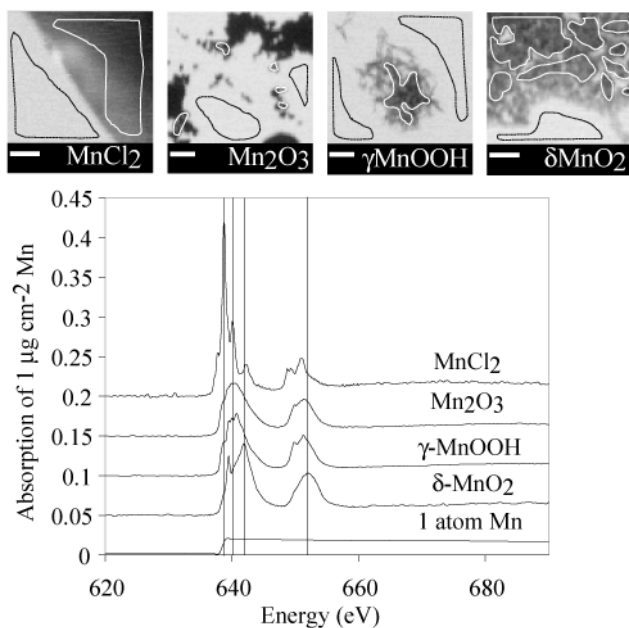 MnCl2
Mn2O3
γMnOOH
δMnO2
Absorption of 1 µg cm-2 Mn
0.45
0.4
0.35
0.3
0.25
0.2
0.15
0.1
0.05
0
MnCl2
Mn2O3
γ-MnOOH
δ-MnO2
1 atom Mn
620
640
660
680
Energy (eV)